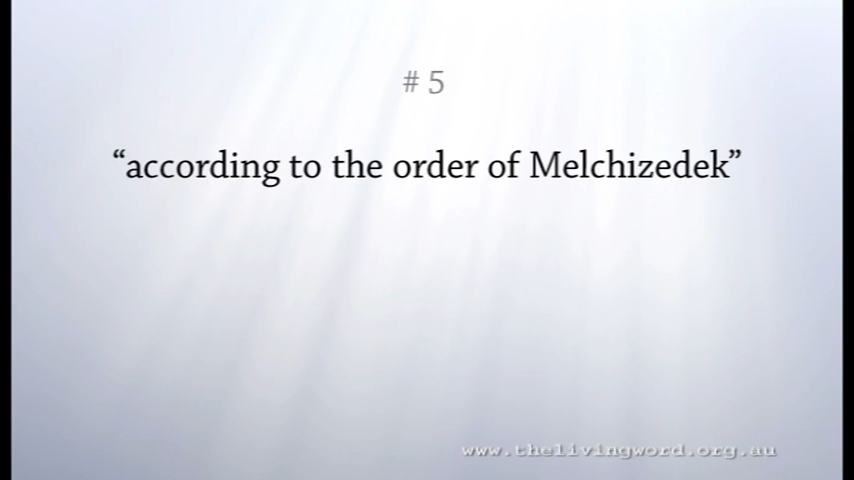 # 5
“according to the order of Melchizedek”
www.thelivingword.org.au